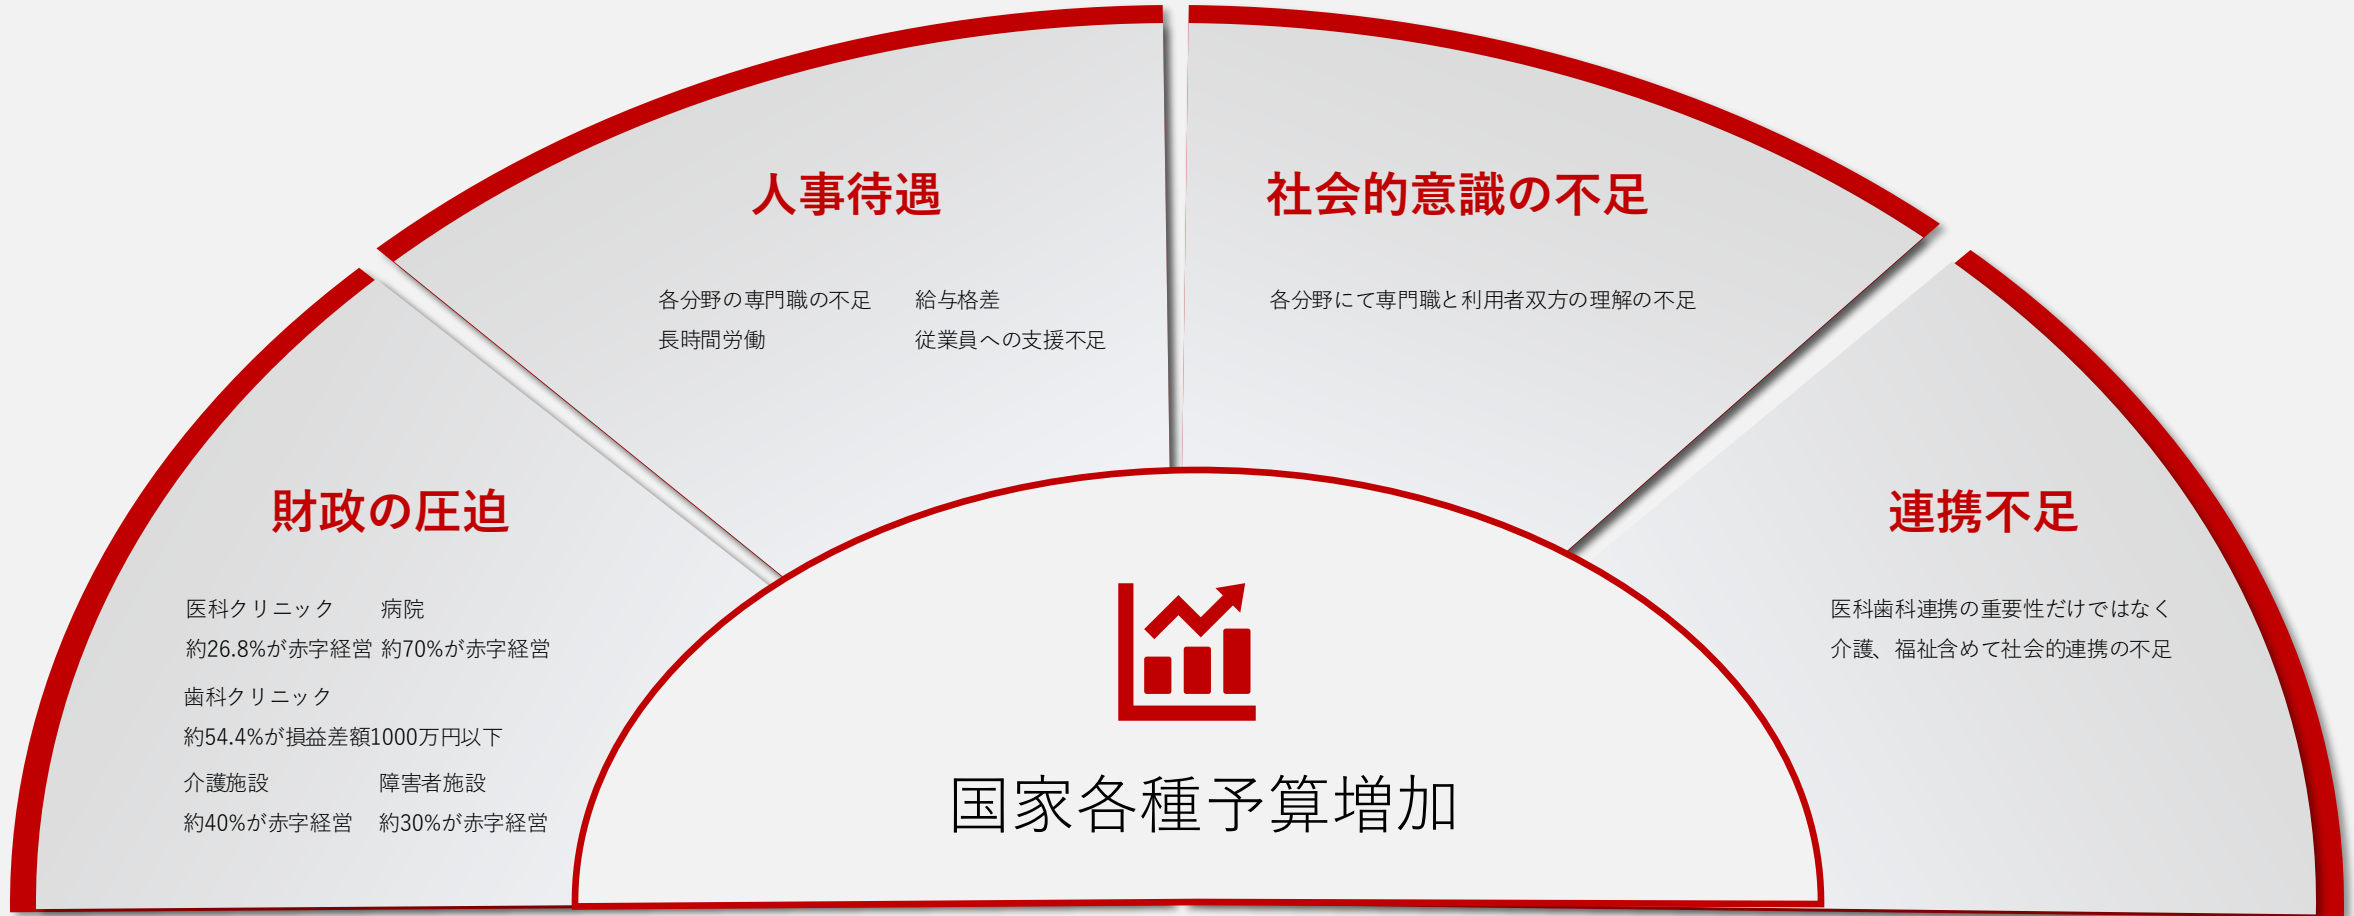 人事待遇
各分野の専門職の不足 給与格差
長時間労働 従業員への支援不足
社会的意識の不足
各分野にて専門職と利用者双方の理解の不足
財政の圧迫
医科クリニック 病院
約26.8%が赤字経営 約70%が赤字経営
歯科クリニック
約54.4%が損益差額1000万円以下
介護施設 障害者施設
約40%が赤字経営 約30%が赤字経営
連携不足
医科歯科連携の重要性だけではなく
介護、福祉含めて社会的連携の不足
国家各種予算増加